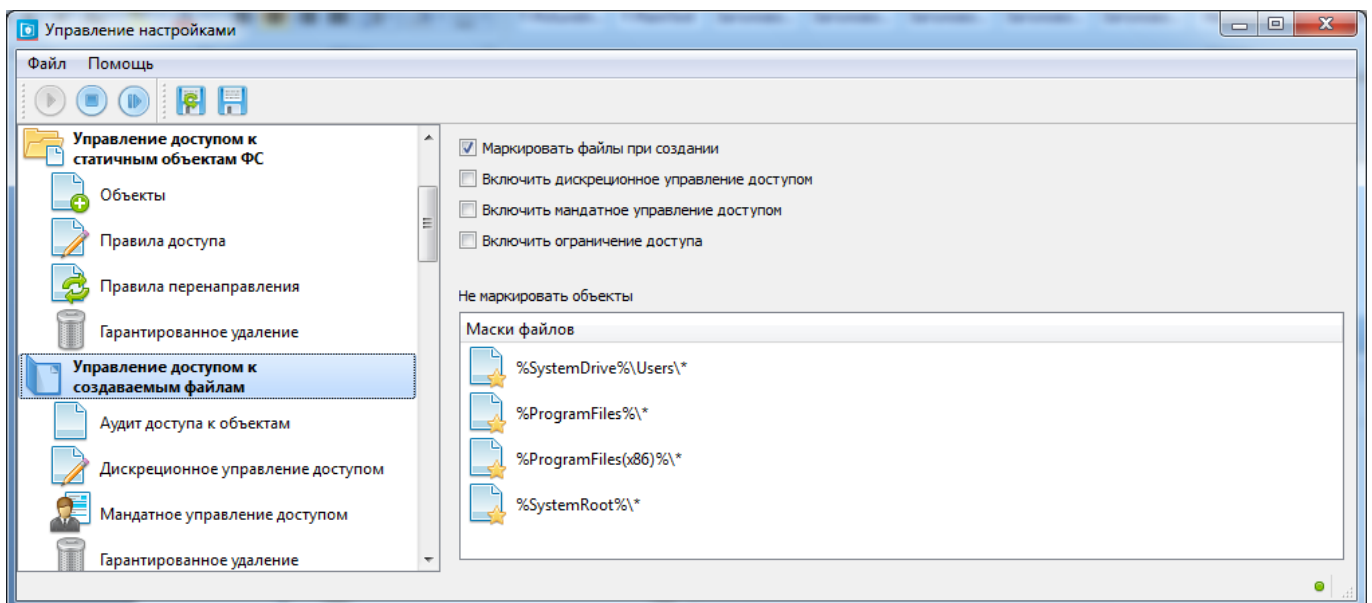 Управление настройками
Файл Помощь
Управление доступом к
статичным объектам ФС
Объекты
Правила доступа
Правила перенаправления
Гарантированное удаление
Управление доступом к
создаваемым файлам
Аудит доступа к объектам
Дискреционное управление доступом
Мандатное управление доступом
Гарантированное удаление
Маркировать файлы при создании
Включить дискреционное управление доступом
Включить мандатное управление доступом
Включить ограничение доступа
Не маркировать объекты
Маски файлов
%SystemDrive%\Users\*
%ProgramFiles%\*
%ProgramFiles(x86)%\*
%SystemRoot%\*